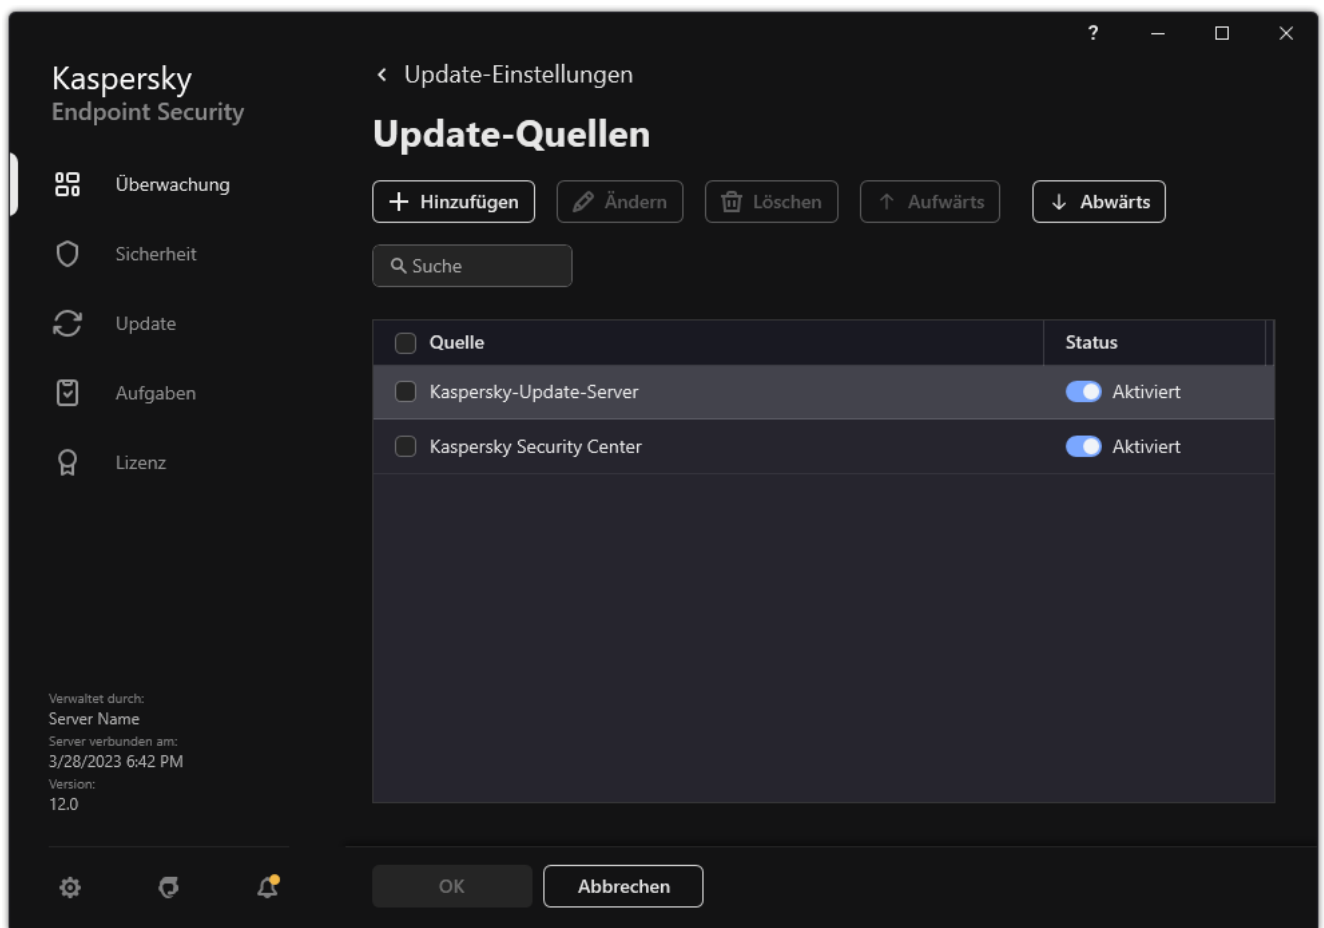 ?
Kaspersky
Endpoint Security
Überwachung
Sicherheit
Update
Aufgaben
Lizenz
Verwaltet durch:
Server Name
Server verbunden am:
3/28/2023 6:42 PM
Version:
12.0
Update-Einstellungen
Update-Quellen
Hinzufügen Ändern Löschen Aufwärts Abwärts
Suche
Quelle Status
Kaspersky-Update-Server Aktiviert
Kaspersky Security Center Aktiviert
OK Abbrechen